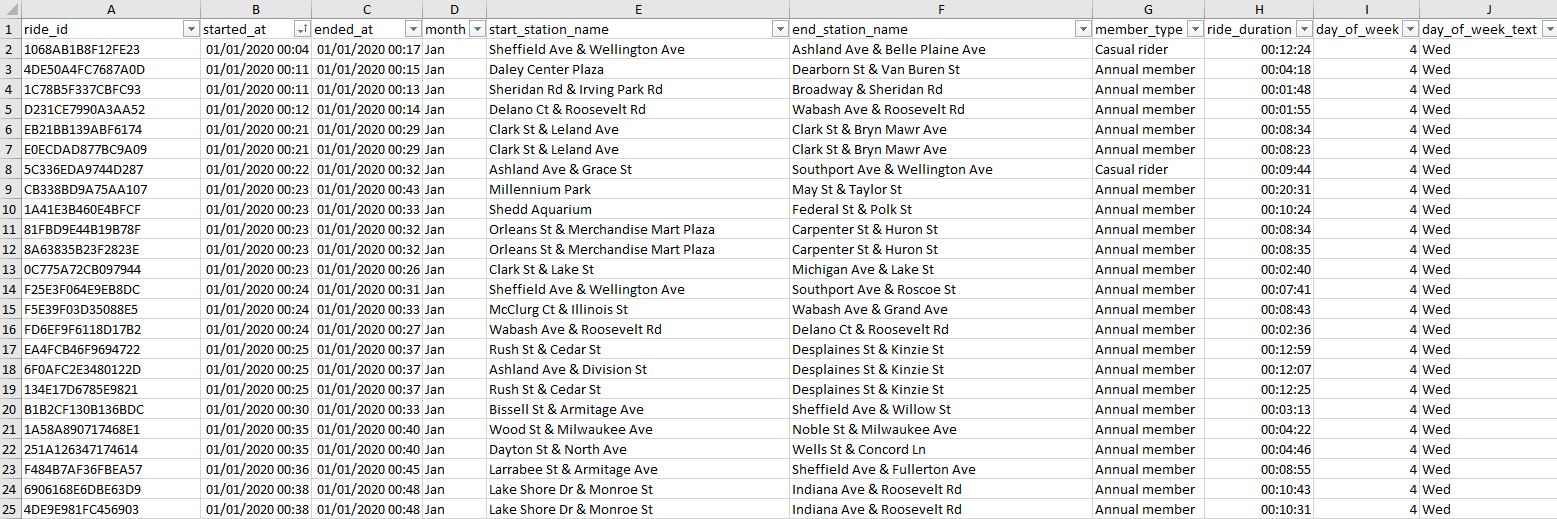 A B C D E F G H I J
1 ride_id started_at ended_at month start_station_name end_station_name member_type ride_duration day_of_week day_of_week_text
2 1068AB1B8F12FE23 01/01/2020 00:04 01/01/2020 00:17 Jan Sheffield Ave & Wellington Ave Ashland Ave & Belle Plaine Ave Casual rider 00:12:24 4 Wed
3 4DE50A4FC7687A0D 01/01/2020 00:11 01/01/2020 00:15 Jan Daley Center Plaza Dearborn St & Van Buren St Annual member 00:04:18 4 Wed
4 1C78B5F337CBFC93 01/01/2020 00:11 01/01/2020 00:13 Jan Sheridan Rd & Irving Park Rd Broadway & Sheridan Rd Annual member 00:01:48 4 Wed
5 D231CE7990A3AA52 01/01/2020 00:12 01/01/2020 00:14 Jan Delano Ct & Roosevelt Rd Wabash Ave & Roosevelt Rd Annual member 00:01:55 4 Wed
6 EB21BB139ABF6174 01/01/2020 00:21 01/01/2020 00:29 Jan Clark St & Leland Ave Clark St & Bryn Mawr Ave Annual member 00:08:34 4 Wed
7 E0ECDAD877BC9A09 01/01/2020 00:21 01/01/2020 00:29 Jan Clark St & Leland Ave Clark St & Bryn Mawr Ave Annual member 00:08:23 4 Wed
8 5C336EDA9744D287 01/01/2020 00:22 01/01/2020 00:32 Jan Ashland Ave & Grace St Southport Ave & Wellington Ave Casual rider 00:09:44 4 Wed
9 CB338BD9A75AA107 01/01/2020 00:23 01/01/2020 00:43 Jan Millennium Park May St & Taylor St Annual member 00:20:31 4 Wed
10 1A41E3B460E4BFCF 01/01/2020 00:23 01/01/2020 00:33 Jan Shedd Aquarium Federal St & Polk St Annual member 00:10:24 4 Wed
11 81FBD9E44B19B78F 01/01/2020 00:23 01/01/2020 00:32 Jan Orleans St & Merchandise Mart Plaza Carpenter St & Huron St Annual member 00:08:34 4 Wed
12 8A63835B23F2823E 01/01/2020 00:23 01/01/2020 00:32 Jan Orleans St & Merchandise Mart Plaza Carpenter St & Huron St Annual member 00:08:35 4 Wed
13 0C775A72CB097944 01/01/2020 00:23 01/01/2020 00:26 Jan Clark St & Lake St Michigan Ave & Lake St Annual member 00:02:40 4 Wed
14 F25E3F064E9EB8DC 01/01/2020 00:24 01/01/2020 00:31 Jan Sheffield Ave & Wellington Ave Southport Ave & Roscoe St Annual member 00:07:41 4 Wed
15 F5E39F03D35088E5 01/01/2020 00:24 01/01/2020 00:33 Jan McClurg Ct & Illinois St Wabash Ave & Grand Ave Annual member 00:08:43 4 Wed
16 FD6EF9F6118D17B2 01/01/2020 00:24 01/01/2020 00:27 Jan Wabash Ave & Roosevelt Rd Delano Ct & Roosevelt Rd Annual member 00:02:36 4 Wed
17 EA4FCB46F9694722 01/01/2020 00:25 01/01/2020 00:37 Jan Rush St & Cedar St Desplaines St & Kinzie St Annual member 00:12:59 4 Wed
18 6F0AFC2E3480122D 01/01/2020 00:25 01/01/2020 00:37 Jan Ashland Ave & Division St Desplaines St & Kinzie St Annual member 00:12:07 4 Wed
19 134E17D6785E9821 01/01/2020 00:25 01/01/2020 00:37 Jan Rush St & Cedar St Desplaines St & Kinzie St Annual member 00:12:25 4 Wed
20 B1B2CF130B136BDC 01/01/2020 00:30 01/01/2020 00:33 Jan Bissell St & Armitage Ave Sheffield Ave & Willow St Annual member 00:03:13 4 Wed
21 1A58A890717468E1 01/01/2020 00:35 01/01/2020 00:40 Jan Wood St & Milwaukee Ave Noble St & Milwaukee Ave Annual member 00:04:22 4 Wed
22 251A126347174614 01/01/2020 00:35 01/01/2020 00:40 Jan Dayton St & North Ave Wells St & Concord Ln Annual member 00:04:46 4 Wed
23 F484B7AF36FBEA57 01/01/2020 00:36 01/01/2020 00:45 Jan Larrabee St & Armitage Ave Sheffield Ave & Fullerton Ave Annual member 00:08:55 4 Wed
24 6906168E6DBE63D9 01/01/2020 00:38 01/01/2020 00:48 Jan Lake Shore Dr & Monroe St Indiana Ave & Roosevelt Rd Annual member 00:10:43 4 Wed
25 4DE9E981FC456903 01/01/2020 00:38 01/01/2020 00:48 Jan Lake Shore Dr & Monroe St Indiana Ave & Roosevelt Rd Annual member 00:10:31 4 Wed